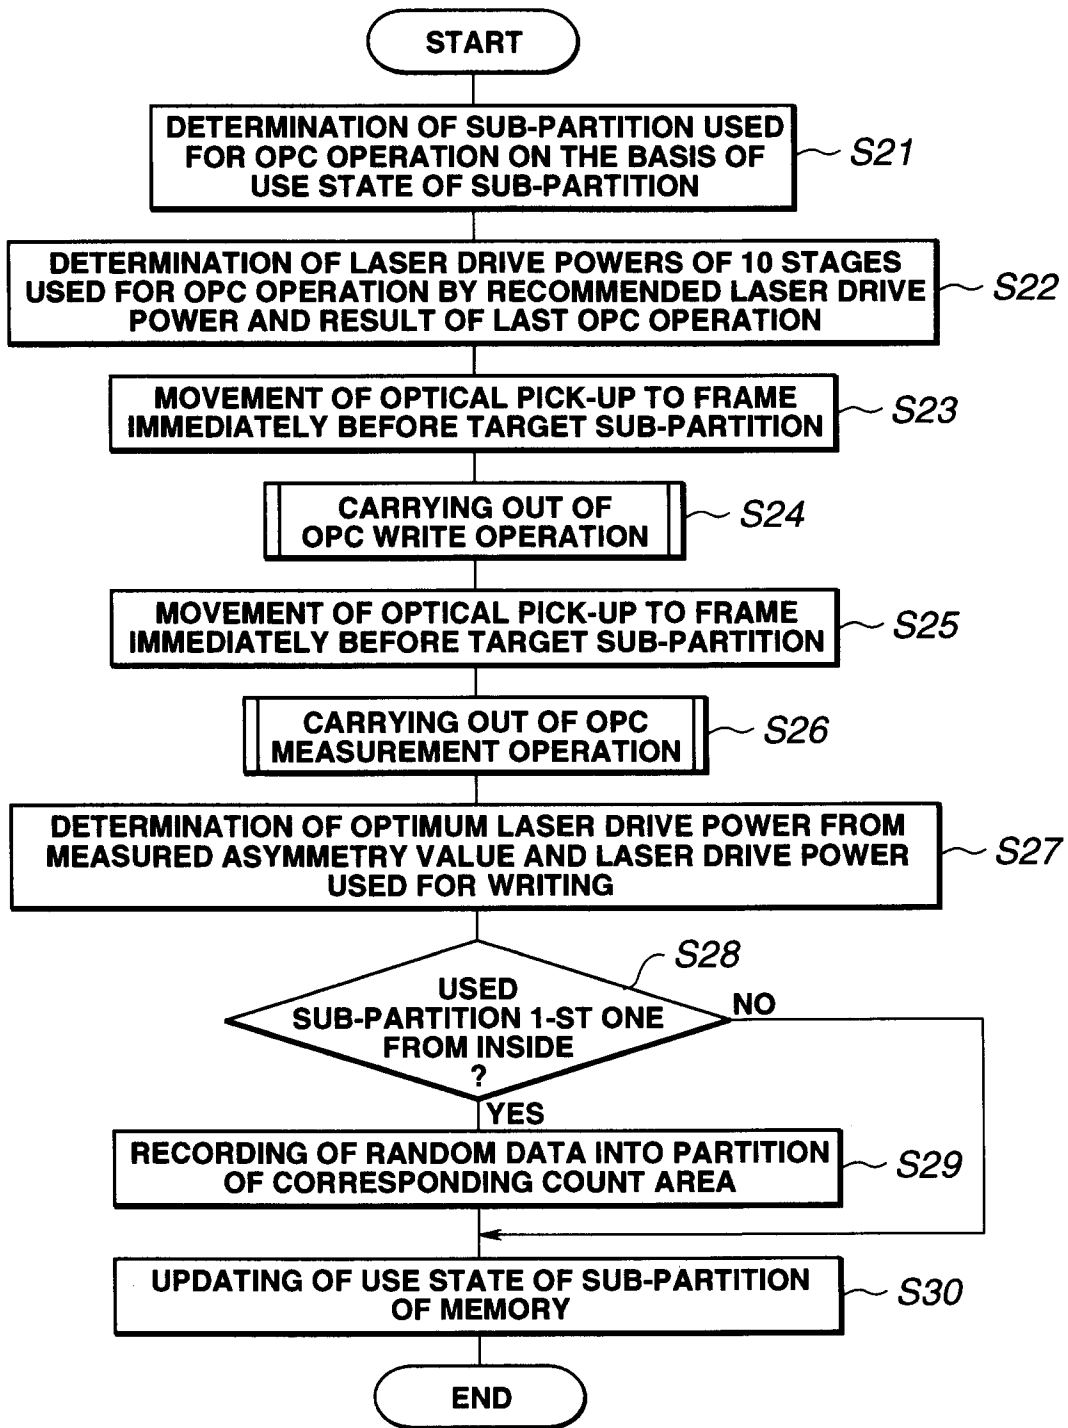 START
DETERMINATION OF SUB-PARTITION USED
FOR OPC OPERATION ON THE BASIS OF
USE STATE OF SUB-PARTITION
S21
DETERMINATION OF LASER DRIVE POWERS OF 10 STAGES
USED FOR OPC OPERATION BY RECOMMENDED LASER DRIVE
POWER AND RESULT OF LAST OPC OPERATION
S22
MOVEMENT OF OPTICAL PICK-UP TO FRAME
IMMEDIATELY BEFORE TARGET SUB-PARTITION
S23
CARRYING OUT OF
OPC WRITE OPERATION
S24
MOVEMENT OF OPTICAL PICK-UP TO FRAME
IMMEDIATELY BEFORE TARGET SUB-PARTITION
S25
CARRYING OUT OF OPC
MEASUREMENT OPERATION
S26
DETERMINATION OF OPTIMUM LASER DRIVE POWER FROM
MEASURED ASYMMETRY VALUE AND LASER DRIVE POWER
USED FOR WRITING
S27
S28
USED
SUB-PARTITION 1-ST ONE
FROM INSIDE
?
NO
YES
RECORDING OF RANDOM DATA INTO PARTITION
OF CORRESPONDING COUNT AREA
S29
UPDATING OF USE STATE OF SUB-PARTITION
OF MEMORY
S30
END